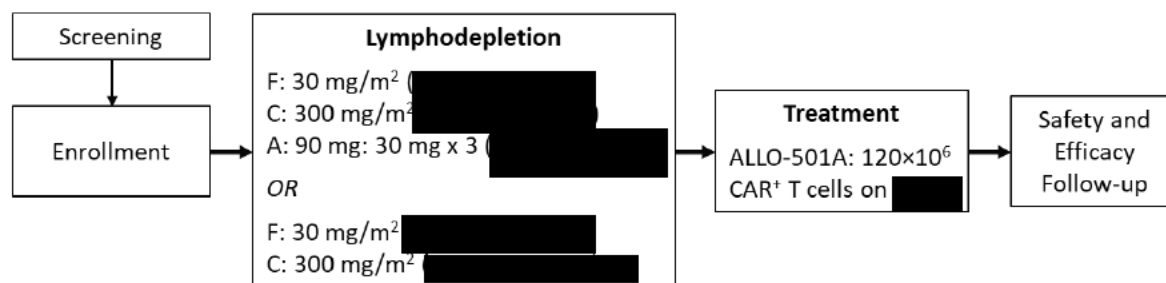 Screening
Enrollment
Lymphodepletion
F: 30 mg/m² (
C: 300 mg/m² )
A: 90 mg: 30 mg x 3 (
OR
F: 30 mg/m²
C: 300 mg/m² (
Treatment
ALLO-501A: 120×10⁶
CAR⁺ T cells on
Safety and
Efficacy
Follow-up